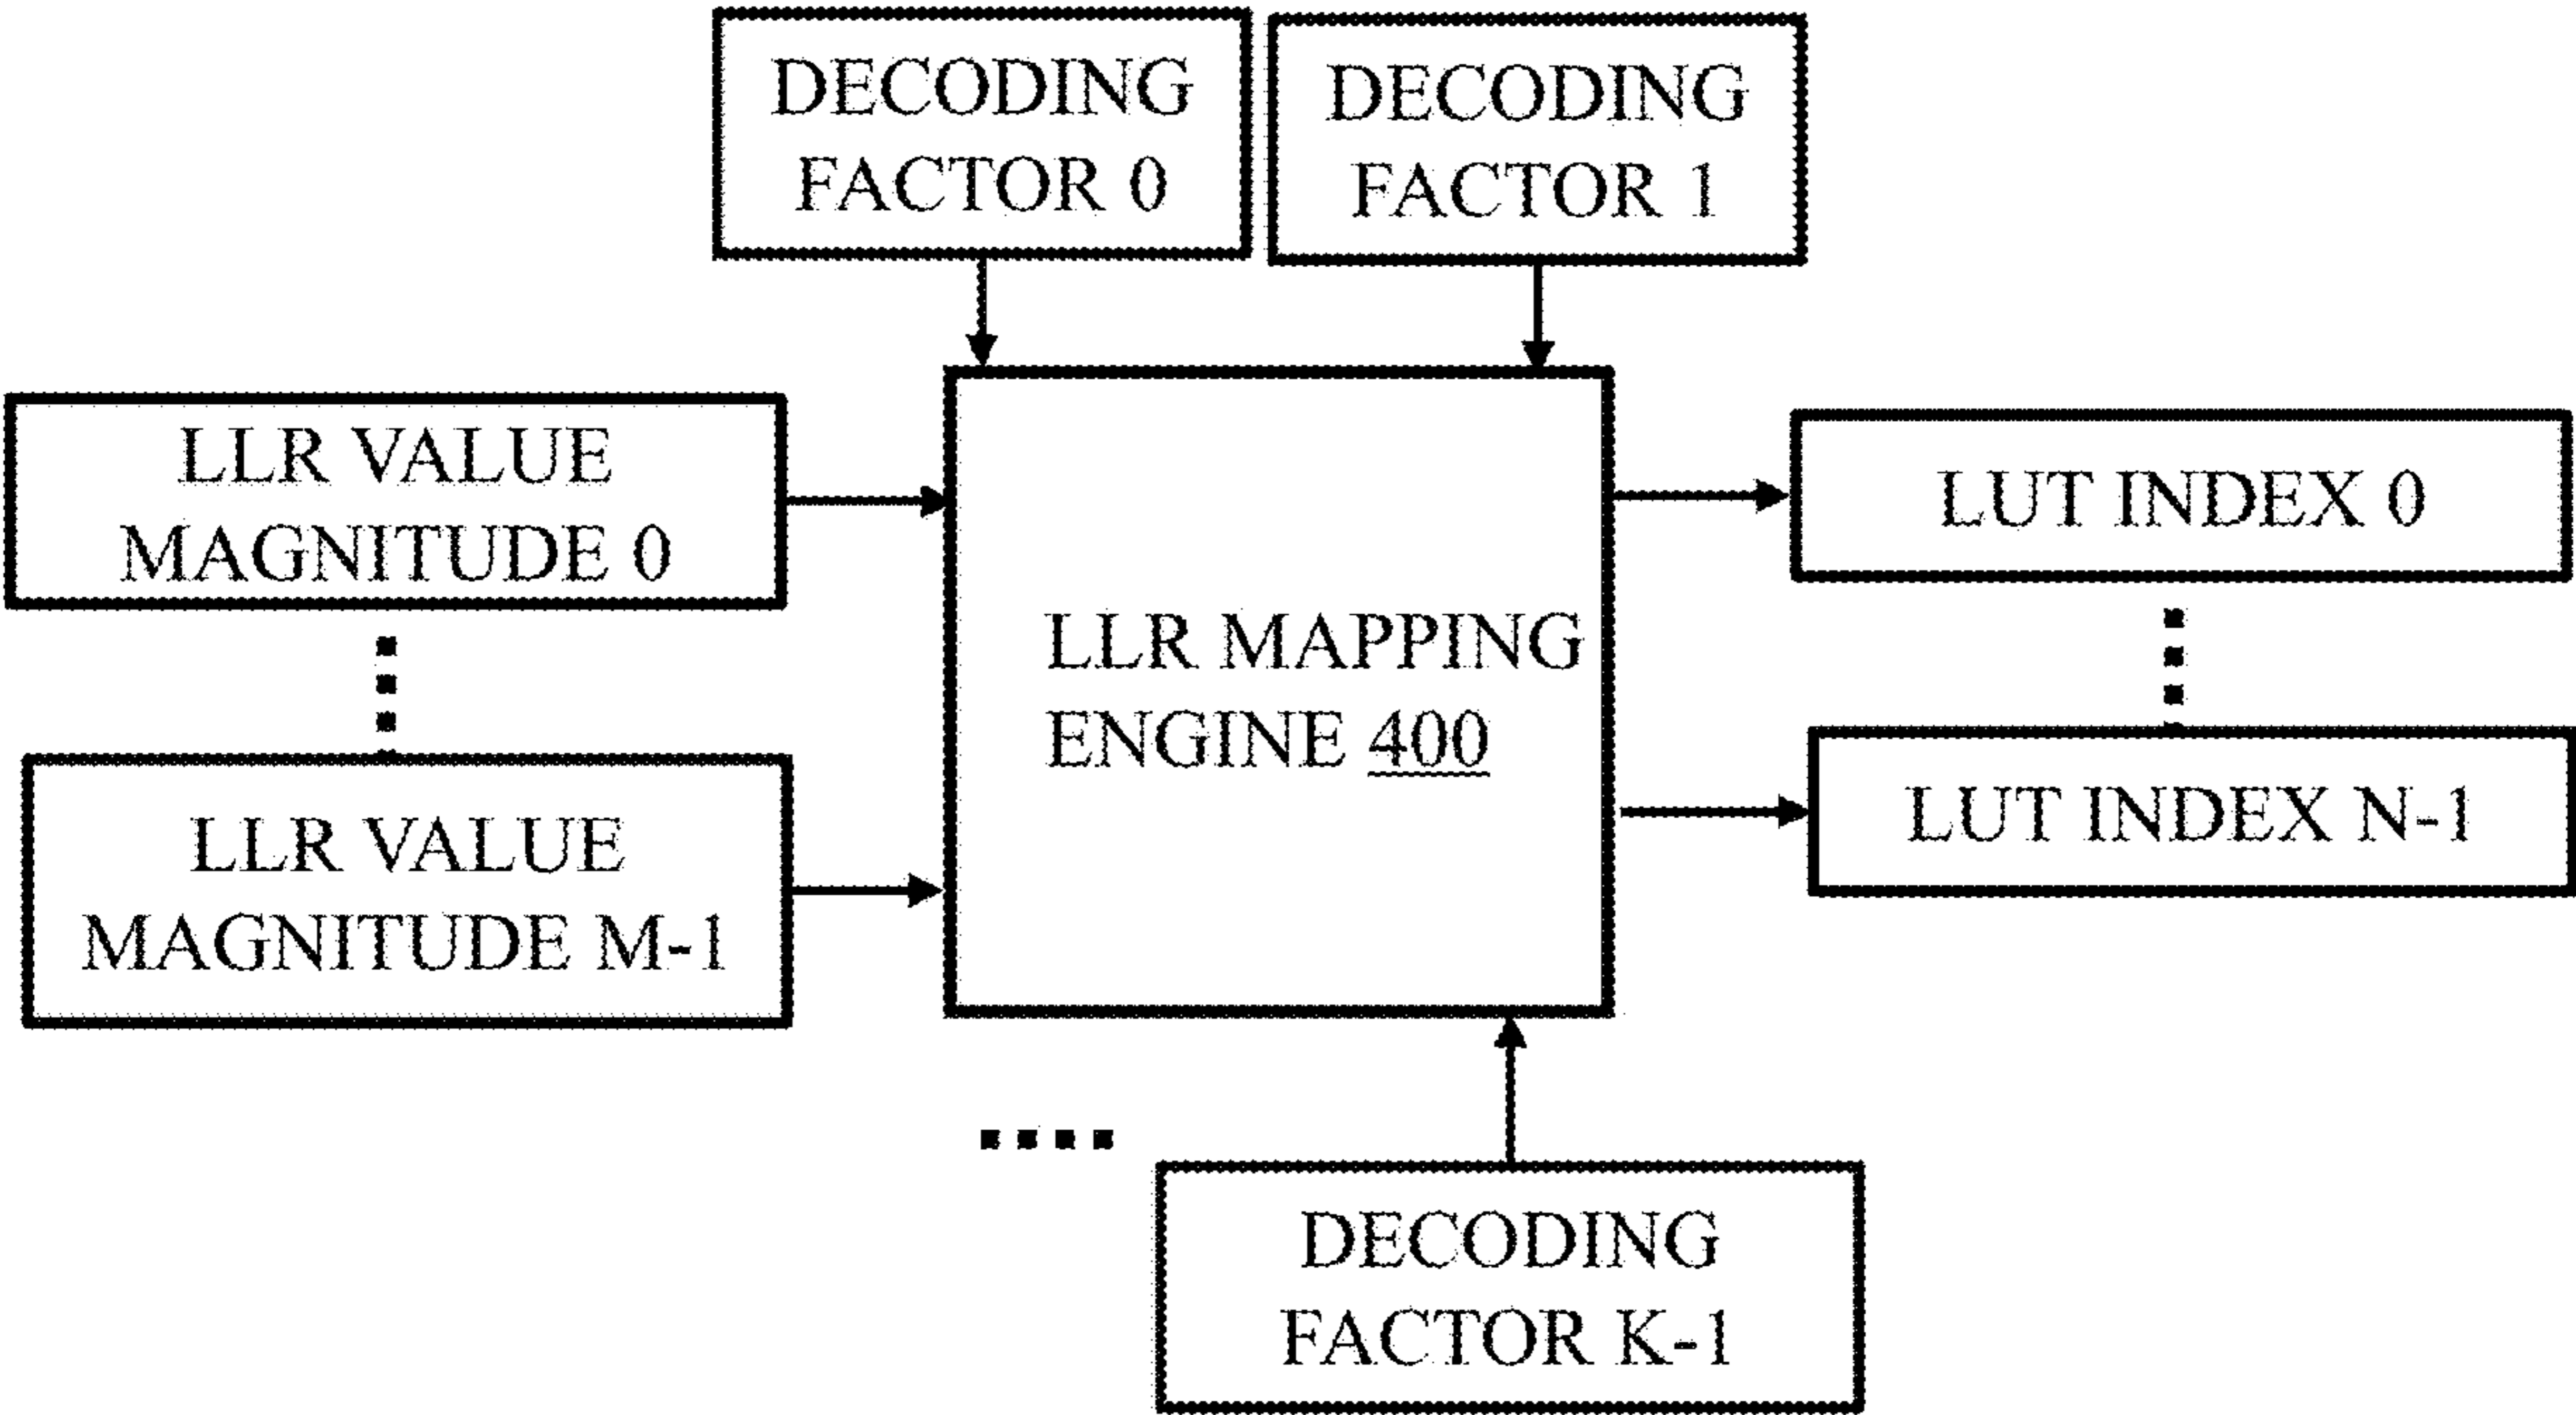 DECODING
FACTOR 0
DECODING
FACTOR 1
LLR VALUE
MAGNITUDE 0
LLR MAPPING
ENGINE 400
LUT INDEX 0
LLR VALUE
MAGNITUDE M-1
LUT INDEX N-1
DECODING
FACTOR K-1